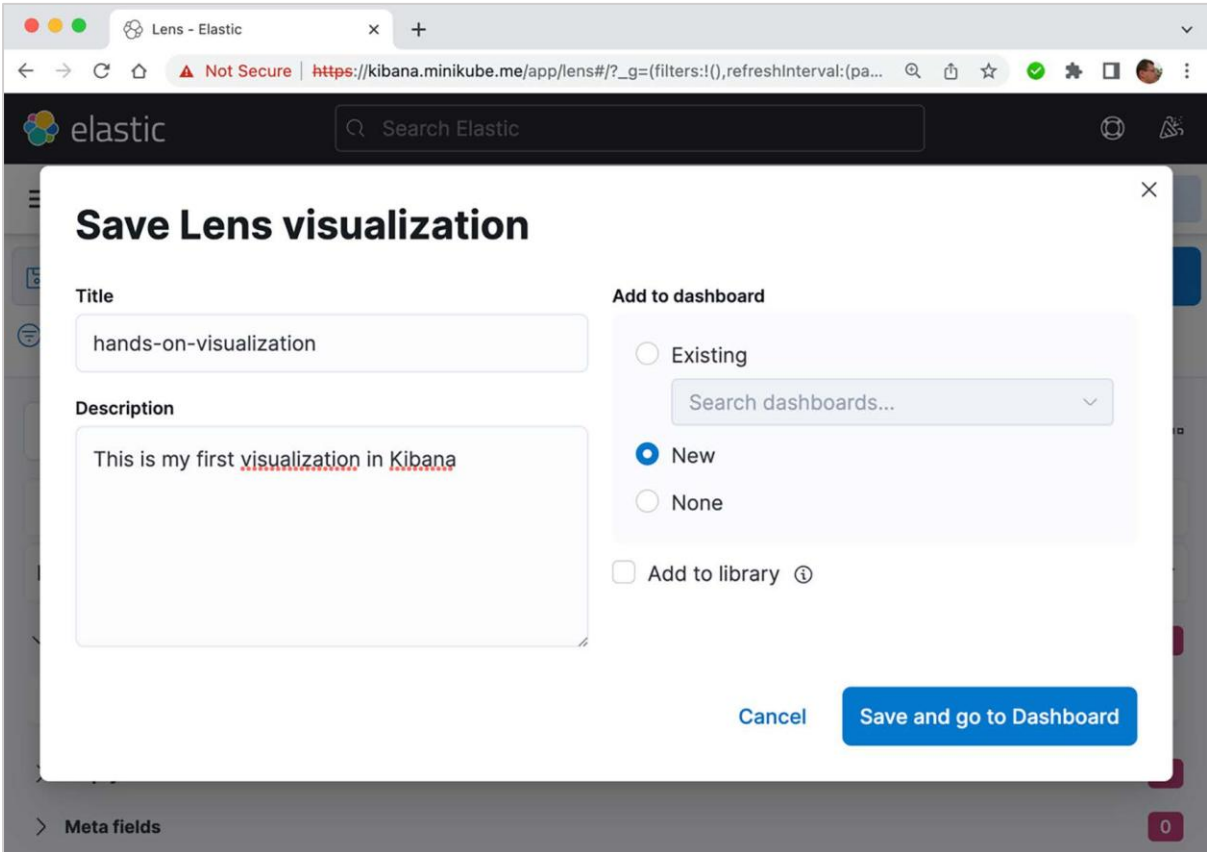 Lens - Elastic
Not Secure https://kibana.minikube.me/app/lens#/?_g=(filters:!(),refreshInterval:(pa...
elastic
Search Elastic
Save Lens visualization
Title
hands-on-visualization
Description
This is my first visualization in Kibana
Add to dashboard
Existing
Search dashboards...
New
None
Add to library
Cancel
Save and go to Dashboard
Meta fields
0